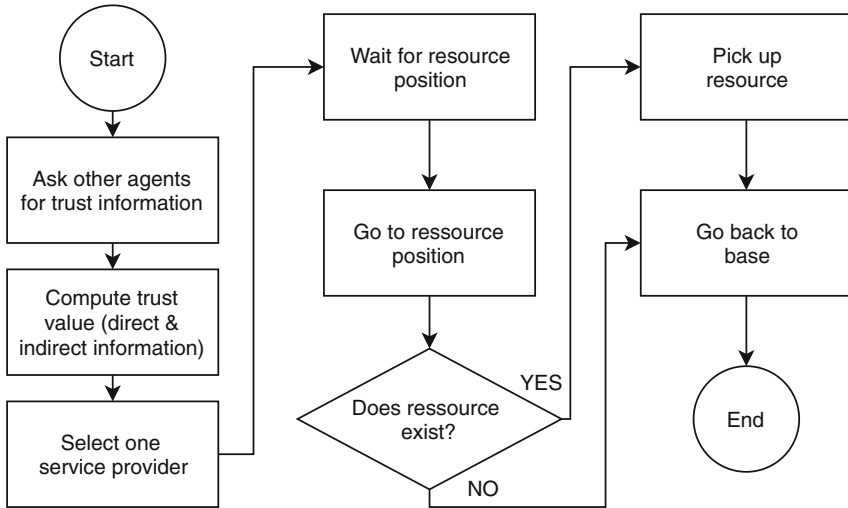 Start
Ask other agents
for trust information
Compute trust
value (direct &
indirect information)
Select one
service provider
Wait for resource
position
Go to ressource
position
Does ressource
exist?
YES
NO
Pick up
resource
Go back to
base
End